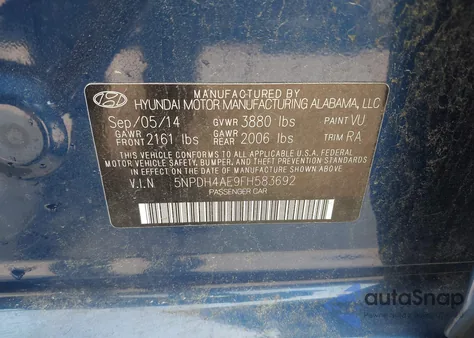 MANUFACTURED BY
HYUNDAI MOTOR MANUFACTURING ALABAMA, LLC
Sep/05/14 GVWR 3880 lbs PAINT VU
GAWR FRONT 2161 lbs GAWR REAR 2006 lbs TRIM RA
THIS VEHICLE CONFORMS TO ALL APPLICABLE U.S. FEDERAL
MOTOR VEHICLE SAFETY, BUMPER, AND THEFT PREVENTION
STANDARDS IN EFFECT ON THE DATE OF MANUFACTURE
SHOWN ABOVE.
V.I.N 5NPDH4AE9FH583692
PASSENGER CAR
autoSnap